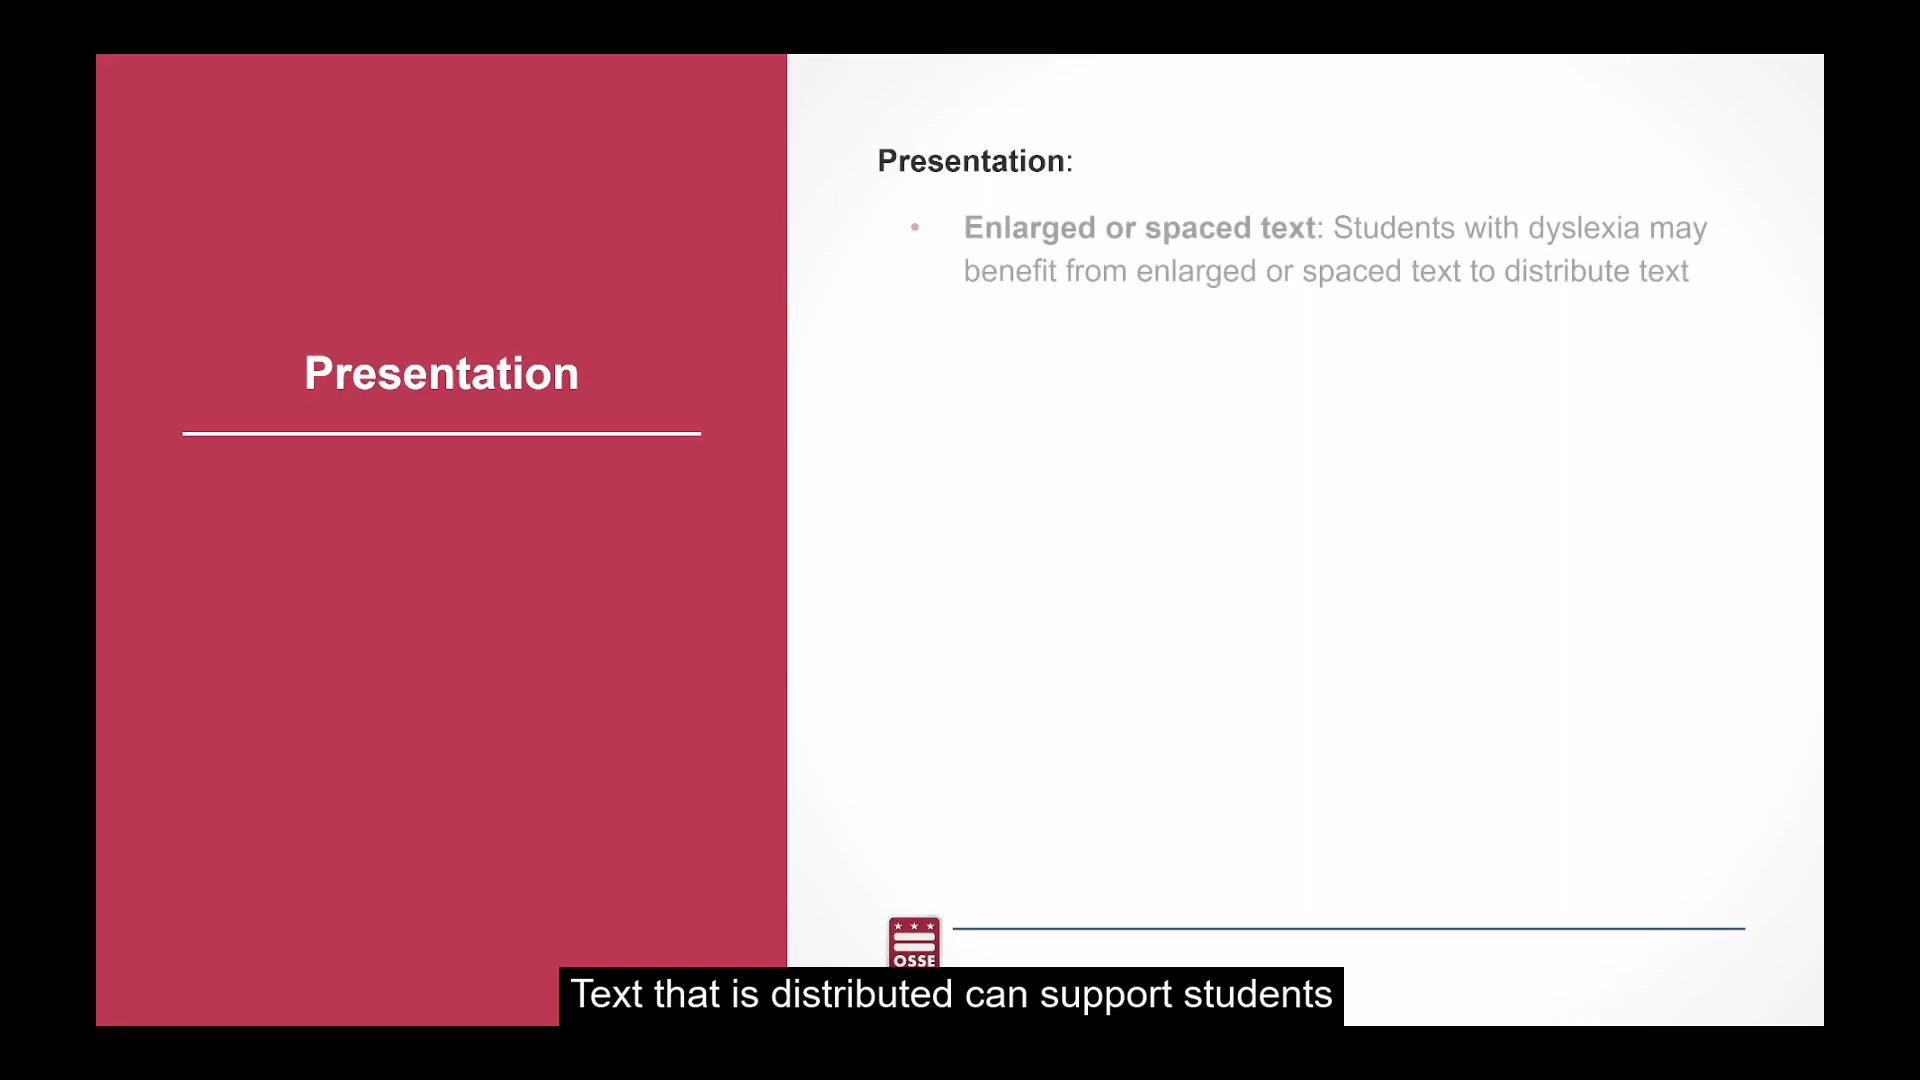 Presentation
Presentation:
• Enlarged or spaced text: Students with dyslexia may
benefit from enlarged or spaced text to distribute text
OSSE
Text that is distributed can support students